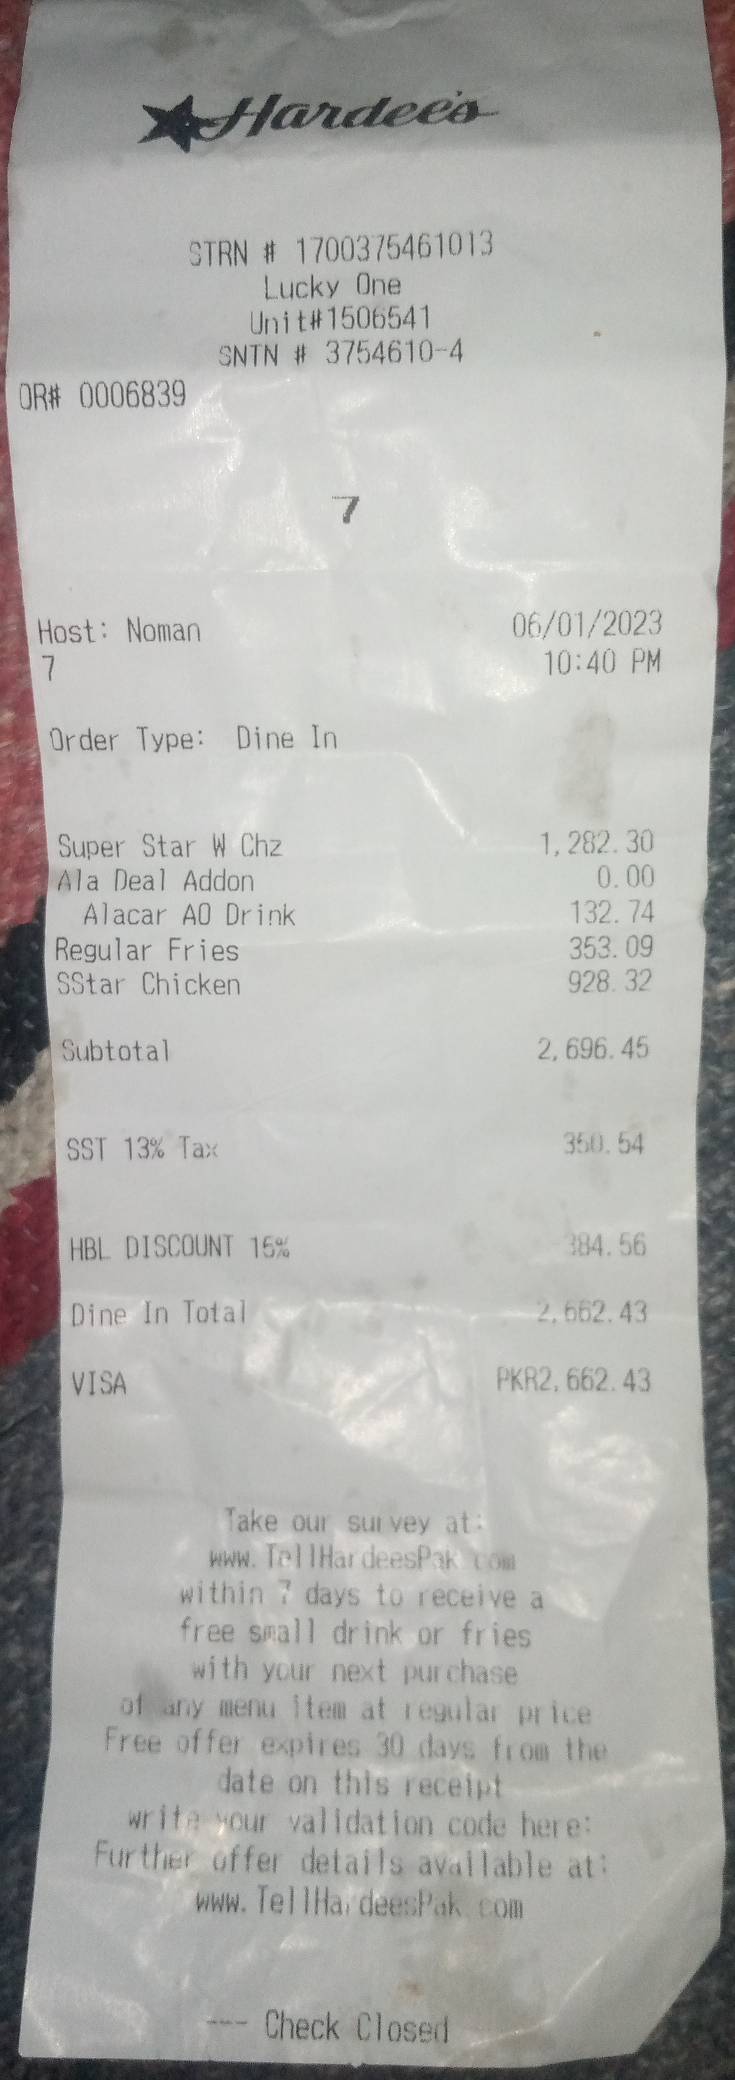 Hardee's
STRN # 1700375461013
Lucky One
Unit#1506541
SNTN # 3754610-4
OR# 0006839
7
Host: Noman 06/01/2023
7 10:40 PM
Order Type: Dine In
Super Star W Chz 1,282.30
Ala Deal Addon 0.00
Alacar AO Drink 132.74
Regular Fries 353.09
SStar Chicken 928.32
Subtotal 2,696.45
SST 13% Tax 350.54
HBL DISCOUNT 15% 384.56
Dine In Total 2,662.43
VISA PKR2,662.43
Take our survey at:
www.TellHardeesPak.com
within 7 days to receive a
free small drink or fries
with your next purchase
of any menu item at regular price
Free offer expires 30 days from the
date on this receipt
write your validation code here:
Further offer details available at:
www.TellHardeesPak.com
--- Check Closed